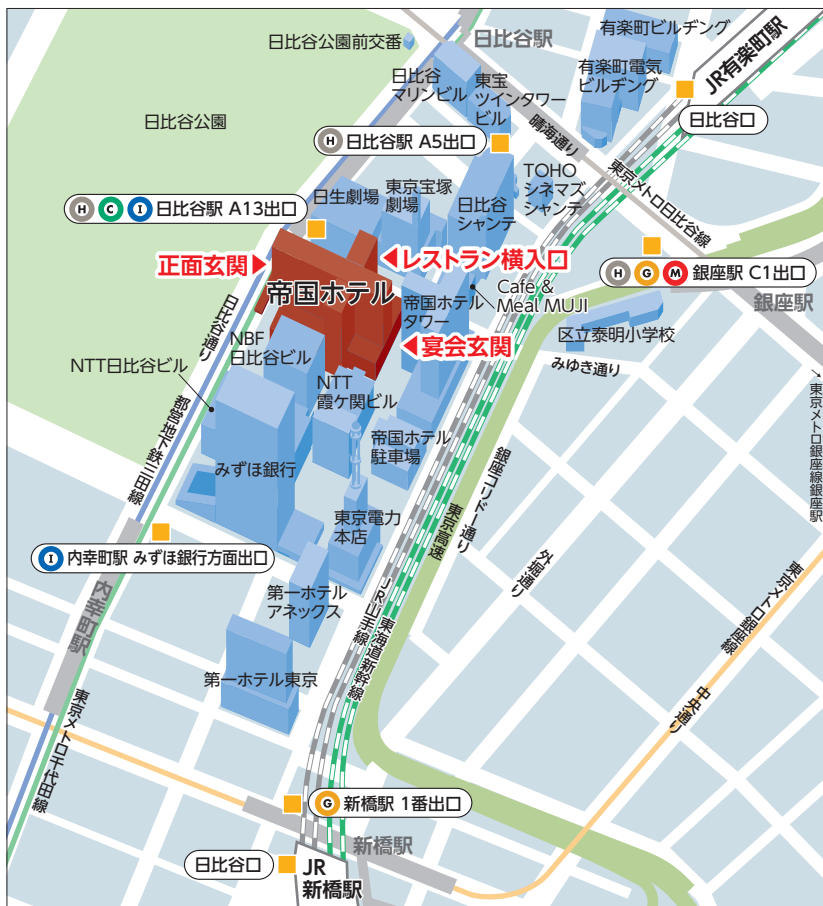 有楽町ビルヂング
日比谷公園前交番
日比谷駅
JR有楽町駅
日比谷
マリンビル
東宝
ツインタワー
ビル
有楽町電気
ビルヂング
日比谷公園
日比谷口
晴海通り
H 日比谷駅 A5出口
東京メトロ日比谷線
TOHO
シネマズ
シャンテ
日生劇場
東京宝塚
劇場
日比谷
シャンテ
H C I 日比谷駅 A13出口
正面玄関
レストラン横入口
H G M 銀座駅 C1出口
帝国ホテル
Cafe &
Meal MUJI
銀座駅
日比谷通り
帝国ホテル
タワー
区立泰明小学校
NBF
日比谷ビル
宴会玄関
みゆき通り
NTT日比谷ビル
NTT
霞ケ関ビル
→東京メトロ銀座線銀座駅
都営地下鉄三田線
帝国ホテル
駐車場
みずほ銀行
銀座コリドー通り
東京高速
東京電力
本店
外堀通り
I 内幸町駅 みずほ銀行方面出口
東京メトロ銀座線
内幸町駅
第一ホテル
アネックス
JR山手線
東海道新幹線
第一ホテル東京
中央通り
東京メトロ千代田線
G 新橋駅 1番出口
新橋駅
日比谷口
JR
新橋駅